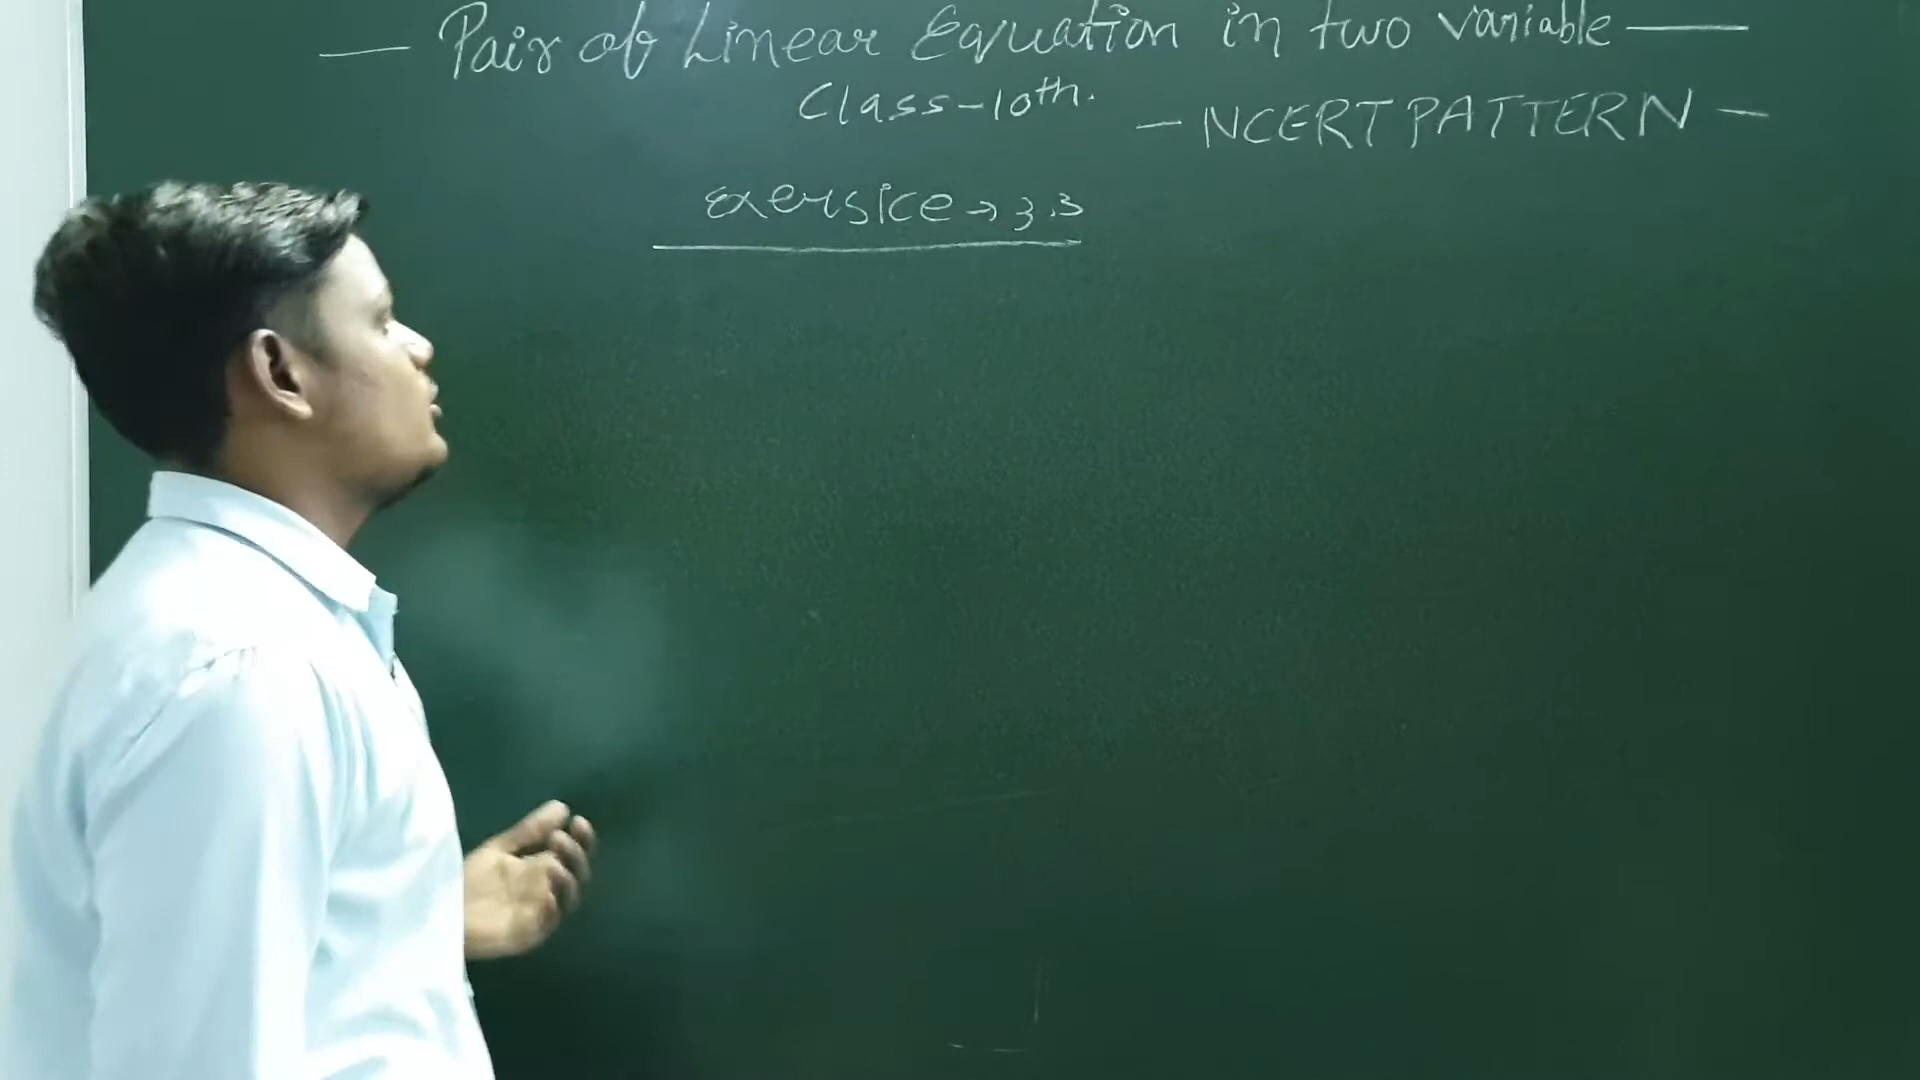 — Pair of Linear Equation in two variable —
Class-10th.
- NCERT PATTERN -
exersice → 3.3